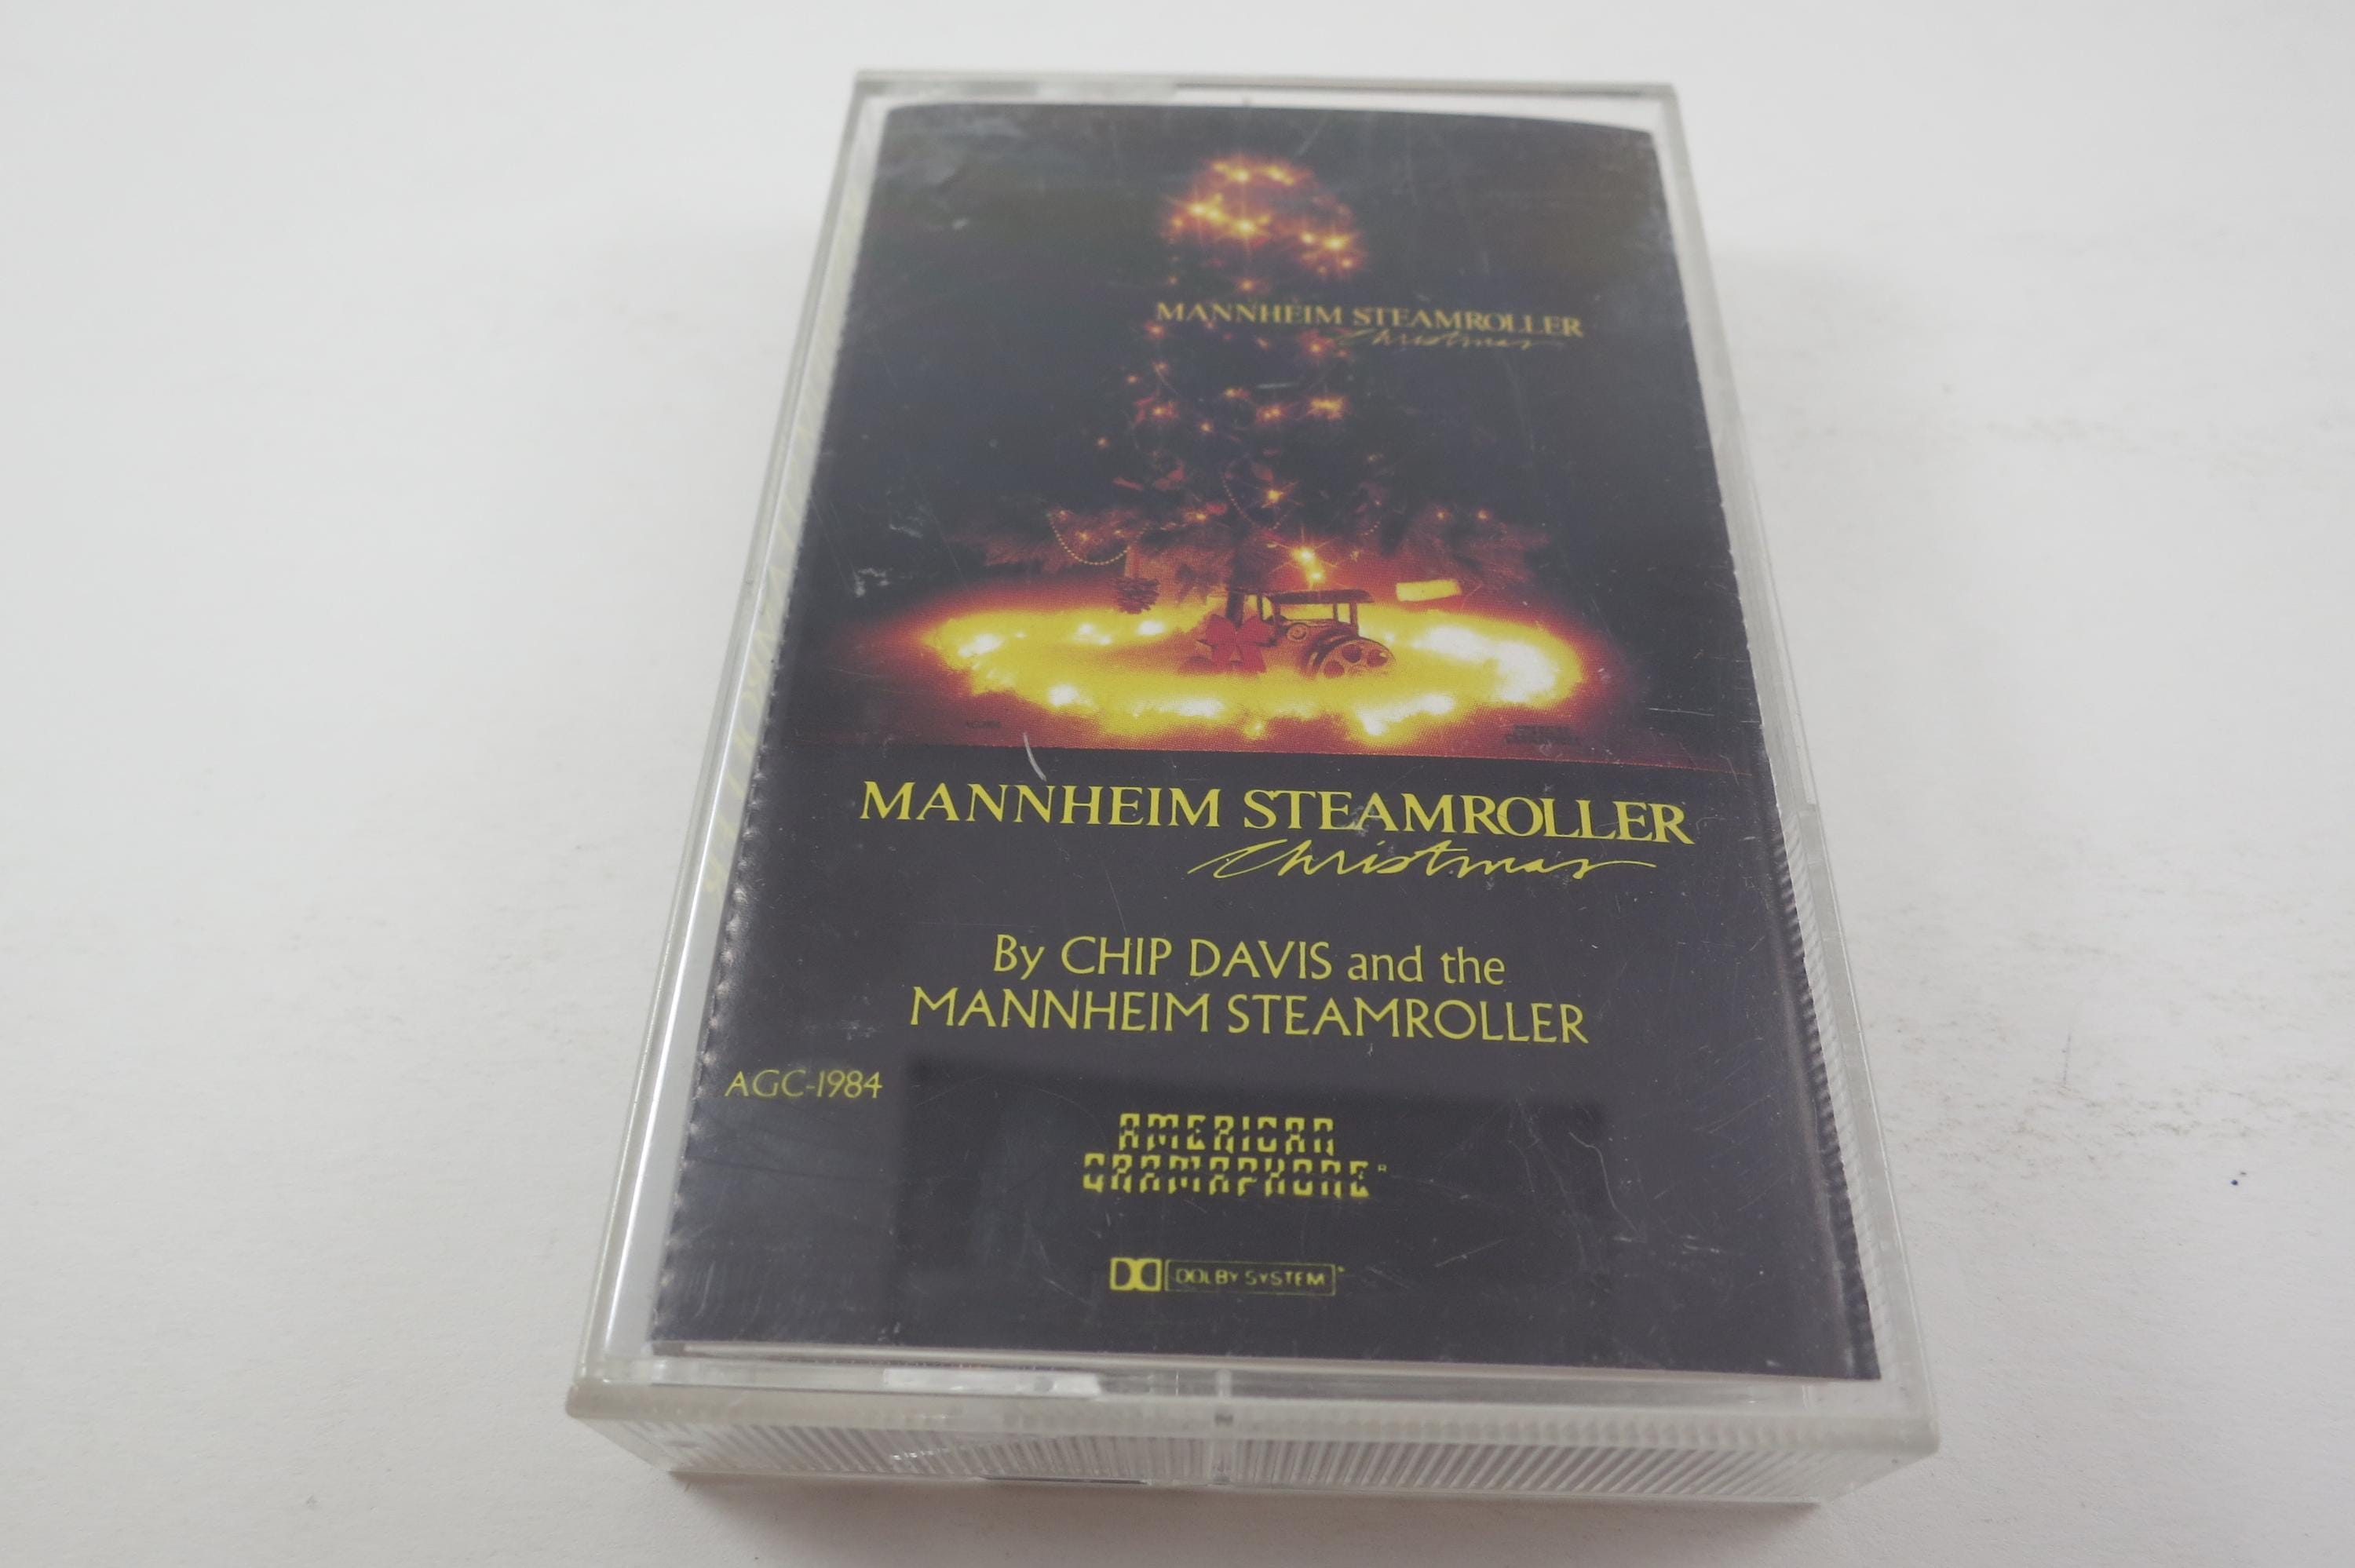 MANNHEIM STEAMROLLER
Christmas
MANNHEIM STEAMROLLER
Christmas
By CHIP DAVIS and the
MANNHEIM STEAMROLLER
AGC-1984
AMERICAN
GRAMAPHONE
DOLBY SYSTEM